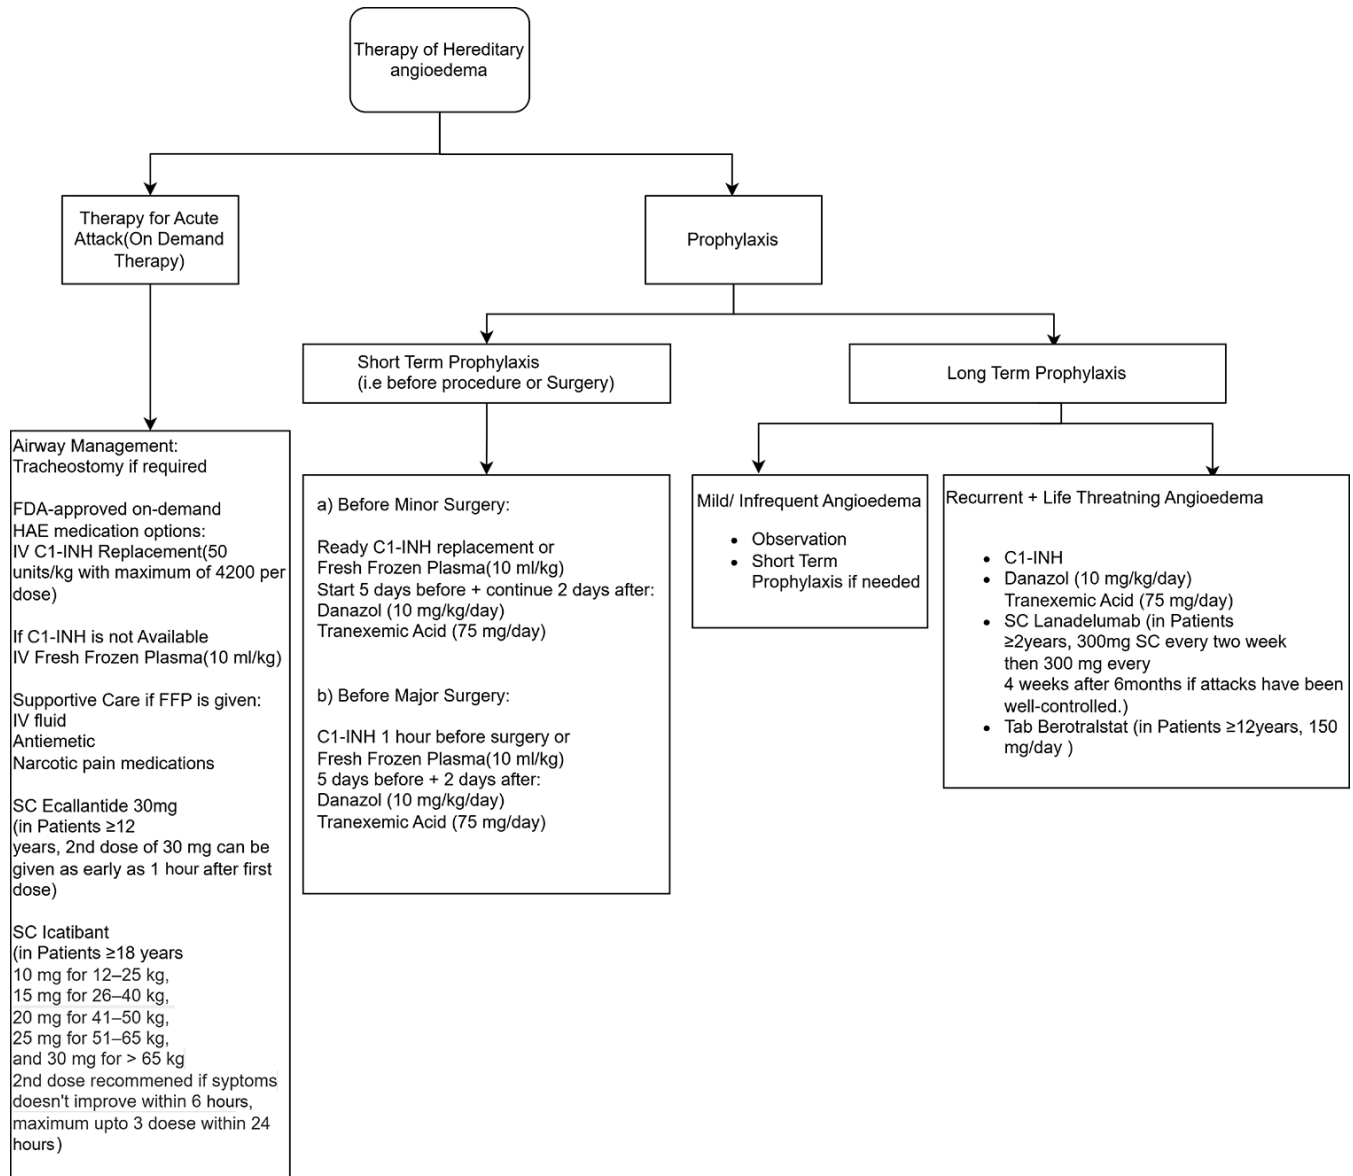 Therapy of Hereditary
angioedema
Therapy for Acute
Attack(On Demand
Therapy)
Prophylaxis
Short Term Prophylaxis
(i.e before procedure or Surgery)
Long Term Prophylaxis
Airway Management:
Tracheostomy if required
FDA-approved on-demand
HAE medication options:
IV C1-INH Replacement(50
units/kg with maximum of 4200 per
dose)
If C1-INH is not Available
IV Fresh Frozen Plasma(10 ml/kg)
Supportive Care if FFP is given:
IV fluid
Antiemetic
Narcotic pain medications
SC Ecallantide 30mg
(in Patients ≥12
years, 2nd dose of 30 mg can be
given as early as 1 hour after first
dose)
SC Icatibant
(in Patients ≥18 years
10 mg for 12–25 kg,
15 mg for 26–40 kg,
20 mg for 41–50 kg,
25 mg for 51–65 kg,
and 30 mg for > 65 kg
2nd dose recommened if syptoms
doesn't improve within 6 hours,
maximum upto 3 doese within 24
hours)
a) Before Minor Surgery:
Ready C1-INH replacement or
Fresh Frozen Plasma(10 ml/kg)
Start 5 days before + continue 2 days after:
Danazol (10 mg/kg/day)
Tranexemic Acid (75 mg/day)
b) Before Major Surgery:
C1-INH 1 hour before surgery or
Fresh Frozen Plasma(10 ml/kg)
5 days before + 2 days after:
Danazol (10 mg/kg/day)
Tranexemic Acid (75 mg/day)
Mild/ Infrequent Angioedema
• Observation
• Short Term
Prophylaxis if needed
Recurrent + Life Threatning Angioedema
• C1-INH
• Danazol (10 mg/kg/day)
Tranexemic Acid (75 mg/day)
• SC Lanadelumab (in Patients
≥2years, 300mg SC every two week
then 300 mg every
4 weeks after 6months if attacks have been
well-controlled.)
• Tab Berotralstat (in Patients ≥12years, 150
mg/day )